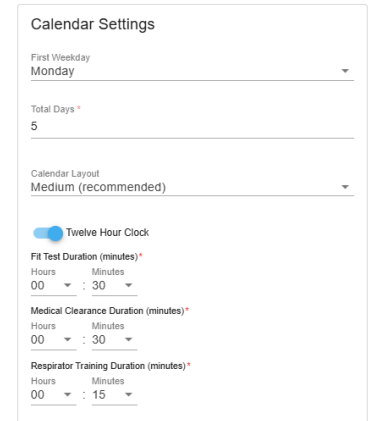 Calendar Settings
First Weekday
Monday
Total Days *
5
Calendar Layout
Medium (recommended)
Twelve Hour Clock
Fit Test Duration (minutes)*
Hours Minutes
00 : 30
Medical Clearance Duration (minutes)*
Hours Minutes
00 : 30
Respirator Training Duration (minutes)*
Hours Minutes
00 : 15